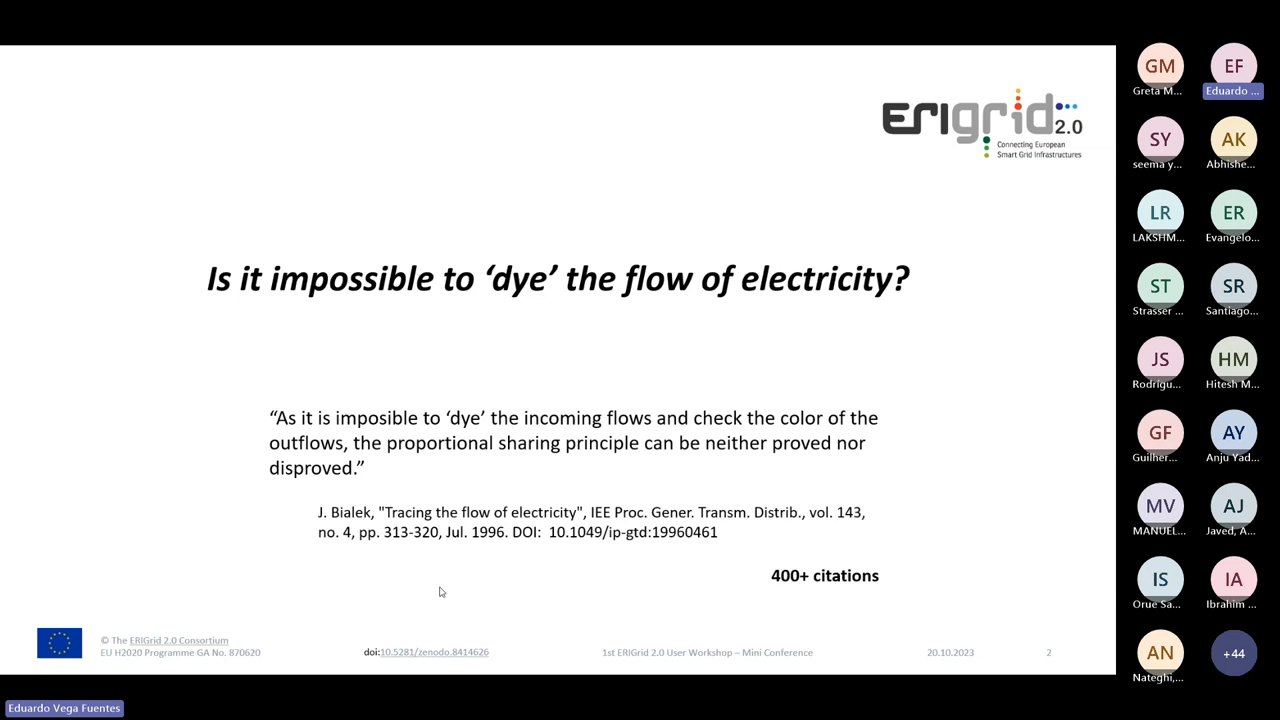 ERIgrid 2.0
Connecting European
Smart Grid Infrastructures
Is it impossible to ‘dye’ the flow of electricity?
“As it is imposible to ‘dye’ the incoming flows and check the color of the
outflows, the proportional sharing principle can be neither proved nor
disproved.”
J. Bialek, "Tracing the flow of electricity", IEE Proc. Gener. Transm. Distrib., vol. 143,
no. 4, pp. 313-320, Jul. 1996. DOI: 10.1049/ip-gtd:19960461
400+ citations
© The ERIGrid 2.0 Consortium
EU H2020 Programme GA No. 870620
doi:10.5281/zenodo.8414626
1st ERIGrid 2.0 User Workshop – Mini Conference
20.10.2023
2
Eduardo Vega Fuentes
GM
Greta M...
EF
Eduardo ...
SY
seema y...
AK
Abhishe...
LR
LAKSHM...
ER
Evangelo...
ST
Strasser ...
SR
Santiago...
JS
Rodrigu...
HM
Hitesh M...
GF
Guilher...
AY
Anju Yad...
MV
MANUEL...
AJ
Javed, A...
IS
Orue Sa...
IA
Ibrahim ...
AN
Nateghi,...
+44